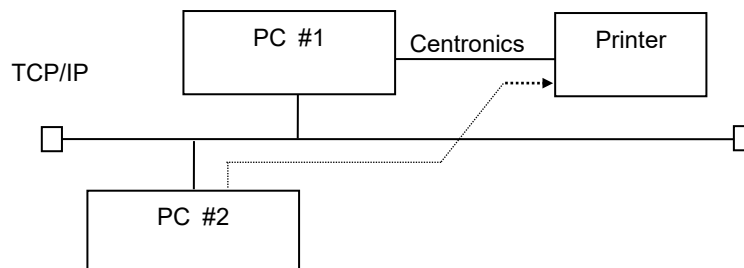 PC #1
Centronics
Printer
TCP/IP
PC #2